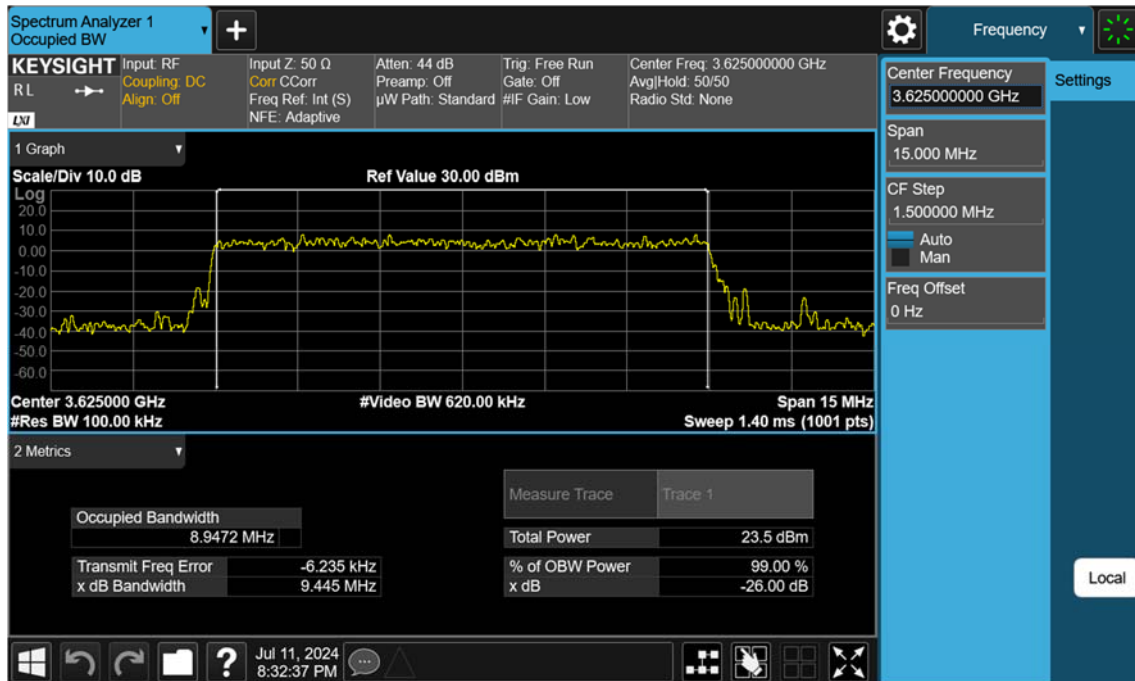 Spectrum Analyzer 1
Occupied BW
+
Frequency
KEYSIGHT
R L
LXI
Input: RF
Coupling: DC
Align: Off
Input Z: 50 Ω
Corr CCorr
Freq Ref: Int (S)
NFE: Adaptive
Atten: 44 dB
Preamp: Off
µW Path: Standard
Trig: Free Run
Gate: Off
#IF Gain: Low
Center Freq: 3.625000000 GHz
Avg|Hold: 50/50
Radio Std: None
Center Frequency
3.625000000 GHz
Settings
Span
15.000 MHz
CF Step
1.500000 MHz
Auto
Man
Freq Offset
0 Hz
Local
1 Graph
Scale/Div 10.0 dB
Ref Value 30.00 dBm
Log
20.0
10.0
0.00
-10.0
-20.0
-30.0
-40.0
-50.0
-60.0
Center 3.625000 GHz
#Video BW 620.00 kHz
Span 15 MHz
#Res BW 100.00 kHz
Sweep 1.40 ms (1001 pts)
2 Metrics
Measure Trace
Trace 1
Occupied Bandwidth
8.9472 MHz
Total Power
23.5 dBm
Transmit Freq Error
-6.235 kHz
% of OBW Power
99.00 %
x dB Bandwidth
9.445 MHz
x dB
-26.00 dB
?
Jul 11, 2024
8:32:37 PM